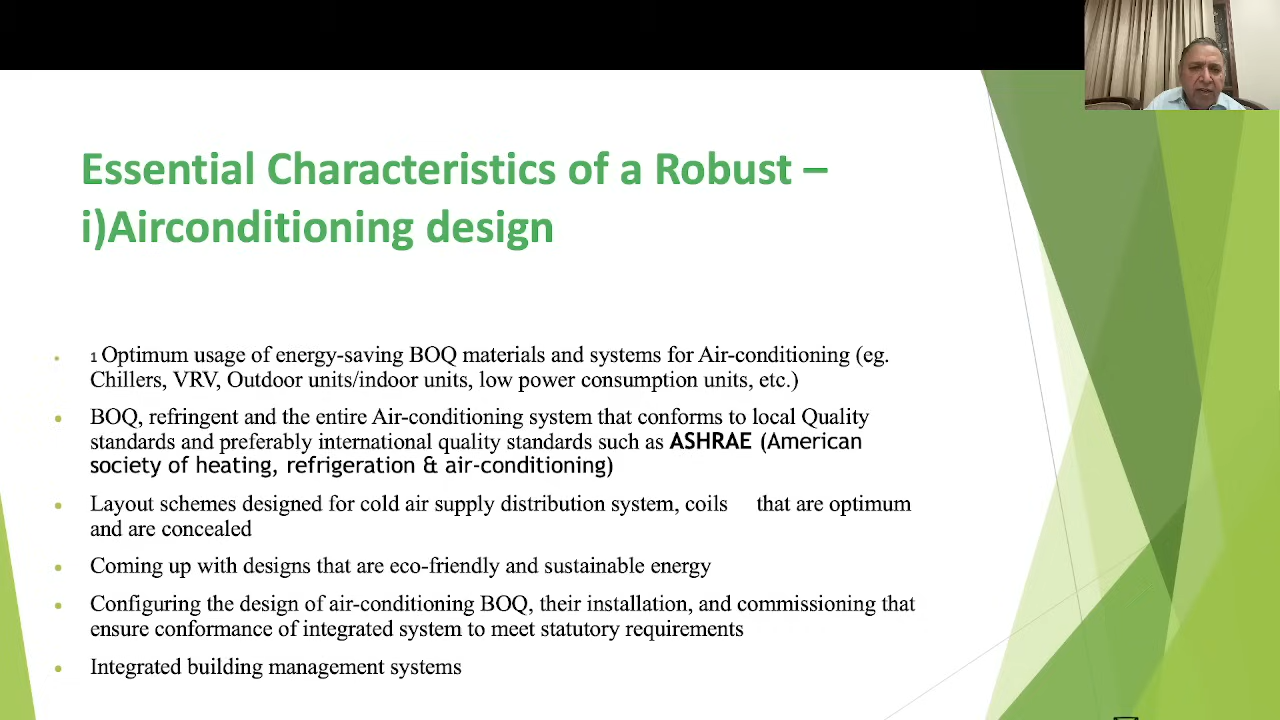 Essential Characteristics of a Robust –
i)Airconditioning design
1 Optimum usage of energy-saving BOQ materials and systems for Air-conditioning (eg.
Chillers, VRV, Outdoor units/indoor units, low power consumption units, etc.)
BOQ, refringent and the entire Air-conditioning system that conforms to local Quality
standards and preferably international quality standards such as ASHRAE (American
society of heating, refrigeration & air-conditioning)
Layout schemes designed for cold air supply distribution system, coils that are optimum
and are concealed
Coming up with designs that are eco-friendly and sustainable energy
Configuring the design of air-conditioning BOQ, their installation, and commissioning that
ensure conformance of integrated system to meet statutory requirements
Integrated building management systems